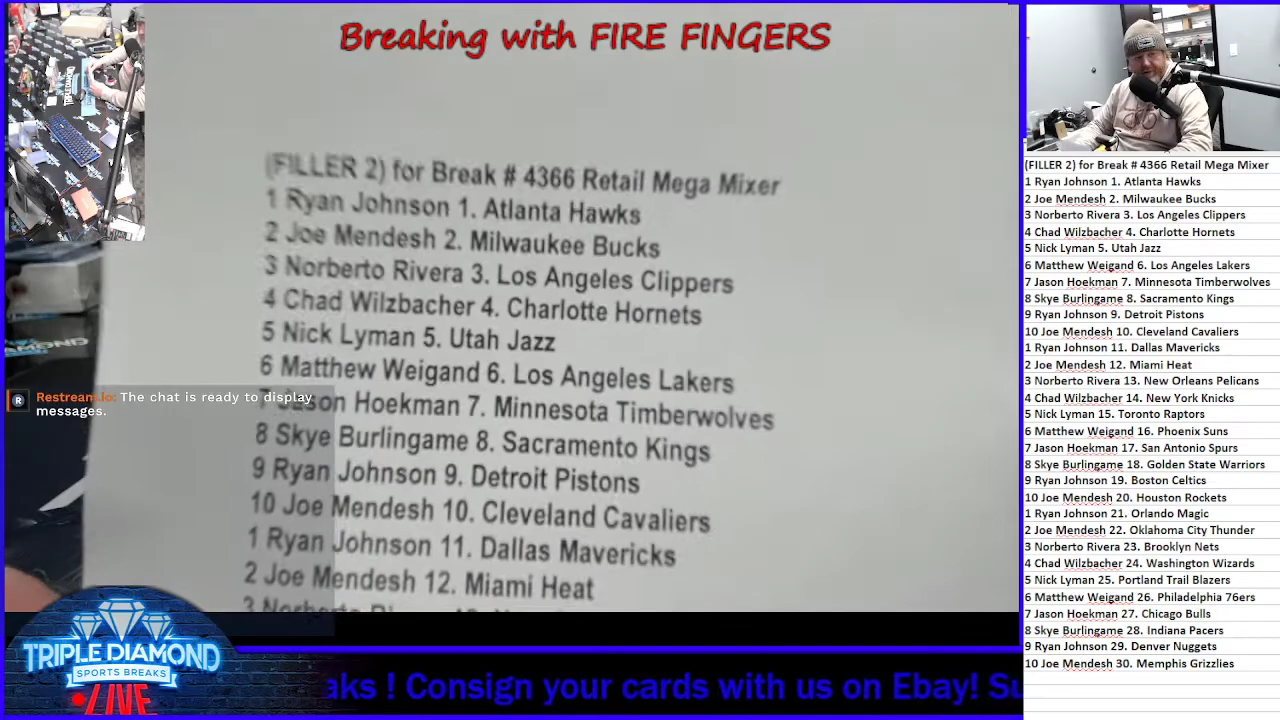 Breaking with FIRE FINGERS
(FILLER 2) for Break # 4366 Retail Mega Mixer
1 Ryan Johnson 1. Atlanta Hawks
2 Joe Mendesh 2. Milwaukee Bucks
3 Norberto Rivera 3. Los Angeles Clippers
4 Chad Wilzbacher 4. Charlotte Hornets
5 Nick Lyman 5. Utah Jazz
6 Matthew Weigand 6. Los Angeles Lakers
7 Jason Hoekman 7. Minnesota Timberwolves
8 Skye Burlingame 8. Sacramento Kings
9 Ryan Johnson 9. Detroit Pistons
10 Joe Mendesh 10. Cleveland Cavaliers
1 Ryan Johnson 11. Dallas Mavericks
2 Joe Mendesh 12. Miami Heat
3 Norberto
Restream.io: The chat is ready to display
messages.
TRIPLE DIAMOND
SPORTS BREAKS
LIVE
aks ! Consign your cards with us on Ebay! Su
(FILLER 2) for Break # 4366 Retail Mega Mixer
1 Ryan Johnson 1. Atlanta Hawks
2 Joe Mendesh 2. Milwaukee Bucks
3 Norberto Rivera 3. Los Angeles Clippers
4 Chad Wilzbacher 4. Charlotte Hornets
5 Nick Lyman 5. Utah Jazz
6 Matthew Weigand 6. Los Angeles Lakers
7 Jason Hoekman 7. Minnesota Timberwolves
8 Skye Burlingame 8. Sacramento Kings
9 Ryan Johnson 9. Detroit Pistons
10 Joe Mendesh 10. Cleveland Cavaliers
1 Ryan Johnson 11. Dallas Mavericks
2 Joe Mendesh 12. Miami Heat
3 Norberto Rivera 13. New Orleans Pelicans
4 Chad Wilzbacher 14. New York Knicks
5 Nick Lyman 15. Toronto Raptors
6 Matthew Weigand 16. Phoenix Suns
7 Jason Hoekman 17. San Antonio Spurs
8 Skye Burlingame 18. Golden State Warriors
9 Ryan Johnson 19. Boston Celtics
10 Joe Mendesh 20. Houston Rockets
1 Ryan Johnson 21. Orlando Magic
2 Joe Mendesh 22. Oklahoma City Thunder
3 Norberto Rivera 23. Brooklyn Nets
4 Chad Wilzbacher 24. Washington Wizards
5 Nick Lyman 25. Portland Trail Blazers
6 Matthew Weigand 26. Philadelphia 76ers
7 Jason Hoekman 27. Chicago Bulls
8 Skye Burlingame 28. Indiana Pacers
9 Ryan Johnson 29. Denver Nuggets
10 Joe Mendesh 30. Memphis Grizzlies